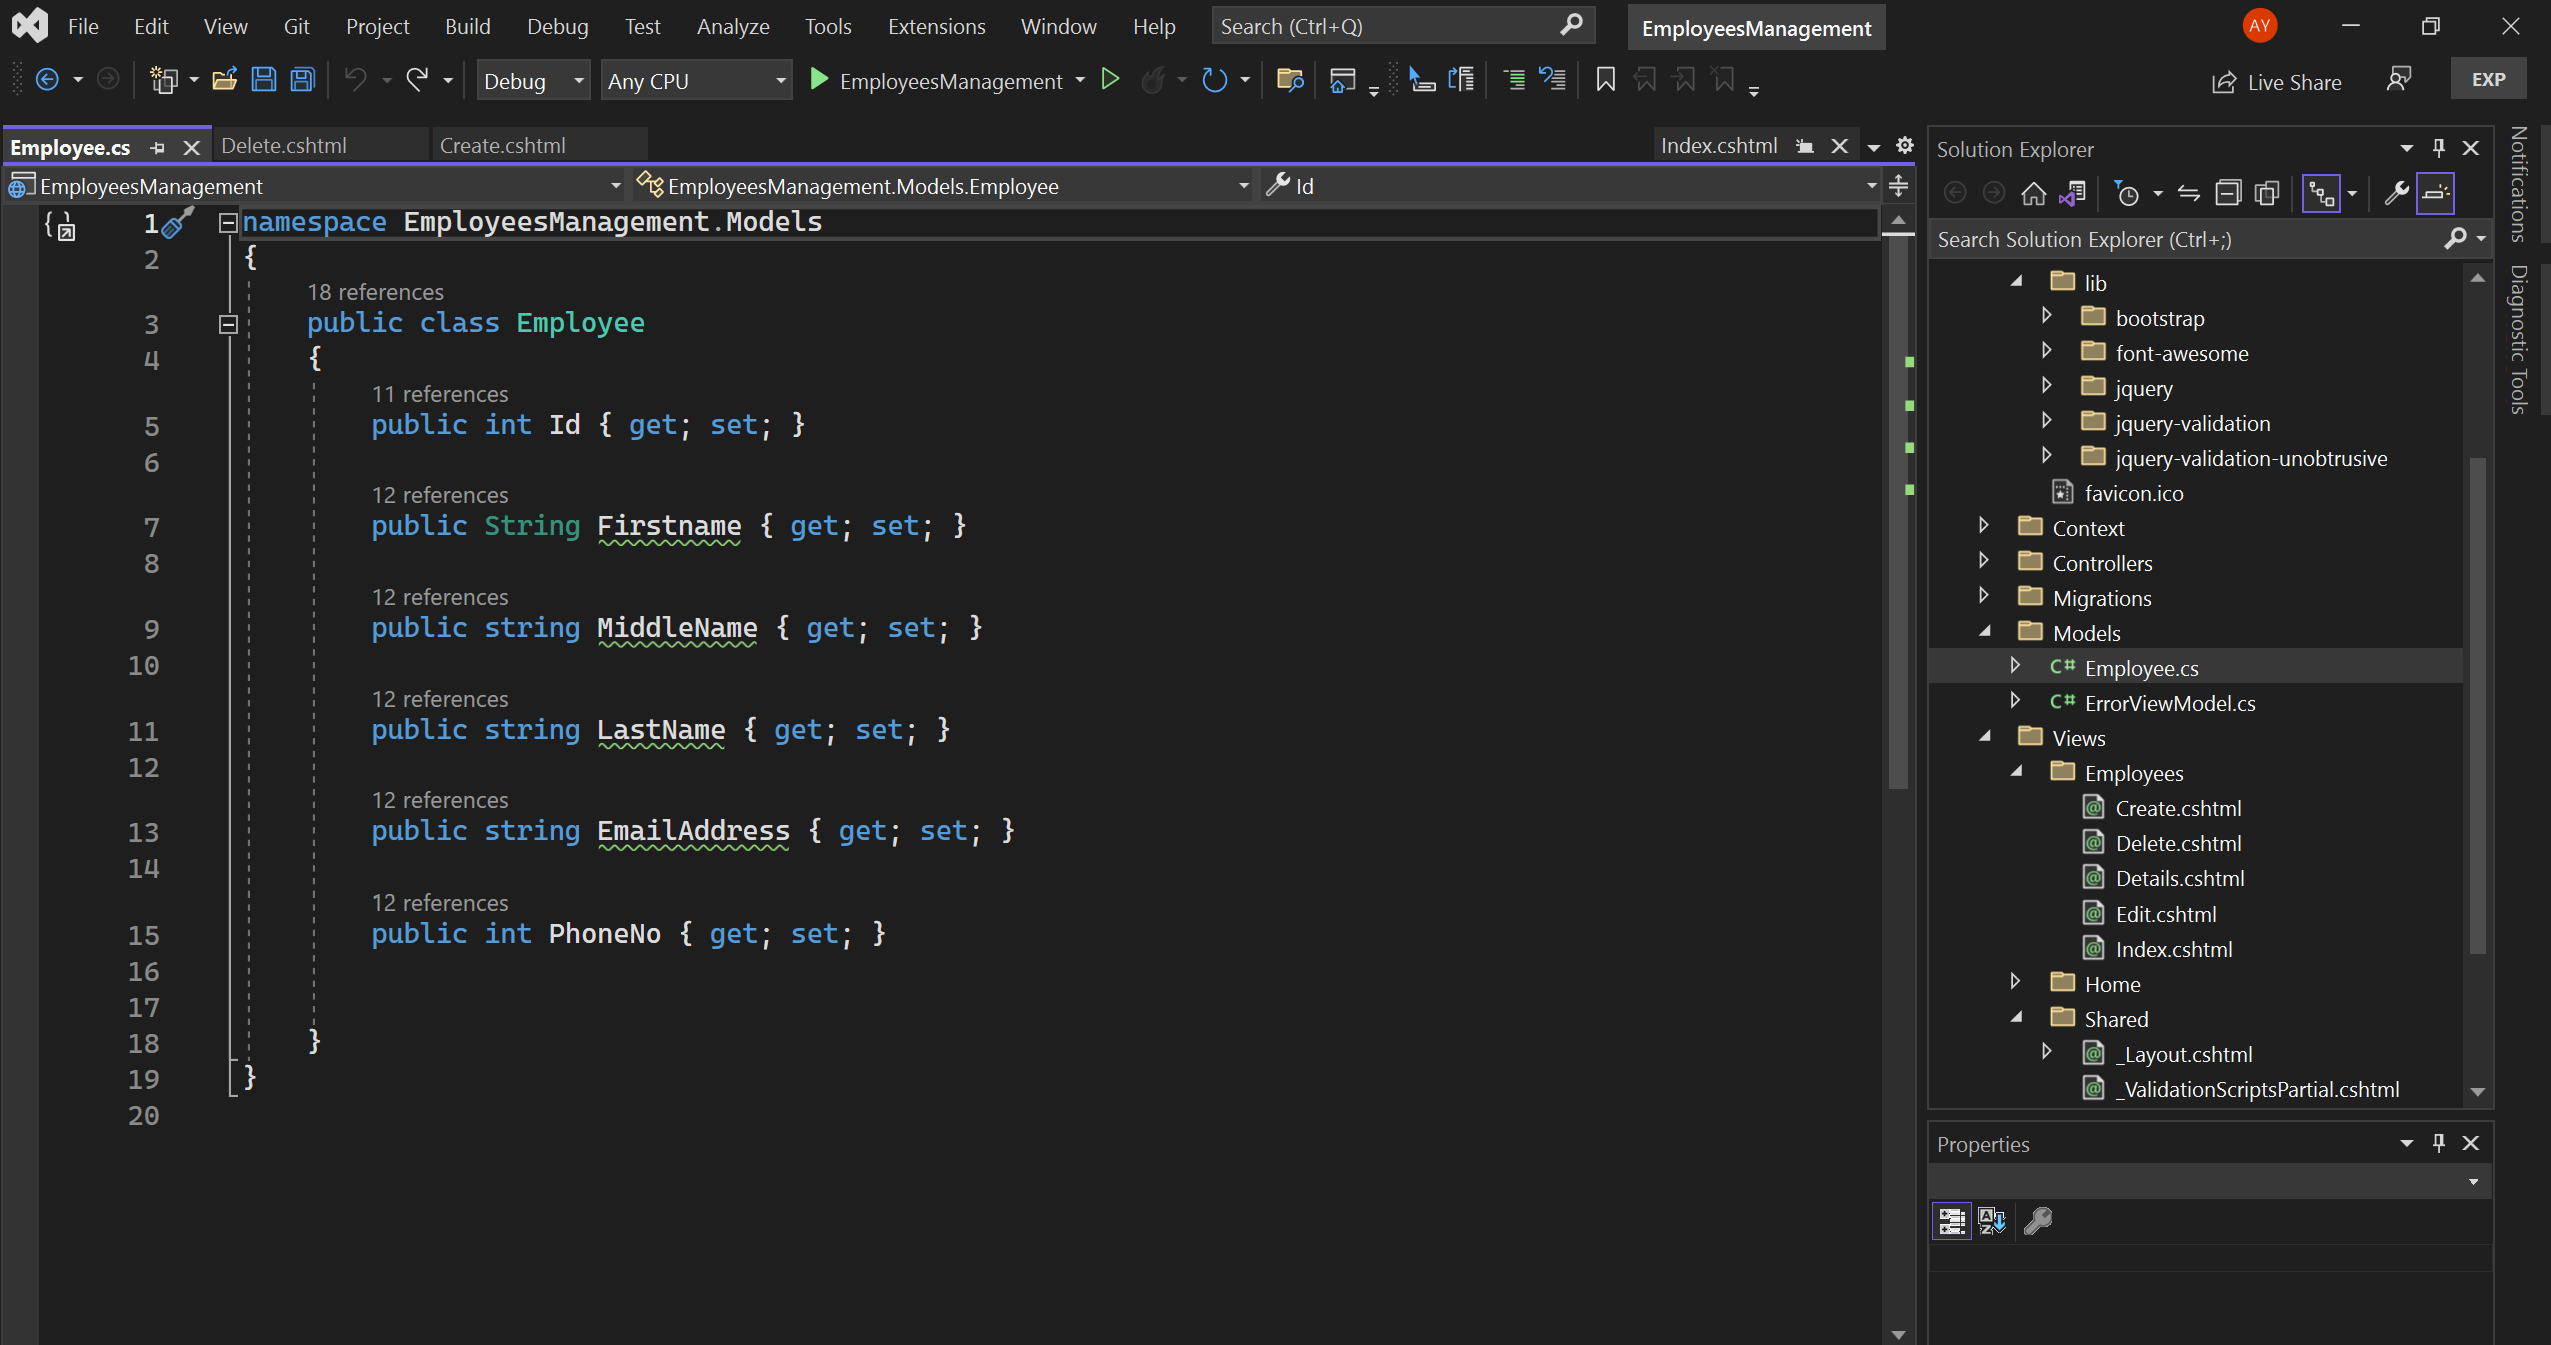 File Edit View Git Project Build Debug Test Analyze Tools Extensions Window Help Search (Ctrl+Q) EmployeesManagement AY
Debug Any CPU EmployeesManagement Live Share EXP
Employee.cs Delete.cshtml Create.cshtml Index.cshtml
EmployeesManagement EmployeesManagement.Models.Employee Id
1 namespace EmployeesManagement.Models
2 {
18 references
3 public class Employee
4 {
11 references
5 public int Id { get; set; }
6
12 references
7 public String Firstname { get; set; }
8
12 references
9 public string MiddleName { get; set; }
10
12 references
11 public string LastName { get; set; }
12
12 references
13 public string EmailAddress { get; set; }
14
12 references
15 public int PhoneNo { get; set; }
16
17
18 }
19 }
20
Solution Explorer
Search Solution Explorer (Ctrl+;)
lib
bootstrap
font-awesome
jquery
jquery-validation
jquery-validation-unobtrusive
favicon.ico
Context
Controllers
Migrations
Models
C# Employee.cs
C# ErrorViewModel.cs
Views
Employees
Create.cshtml
Delete.cshtml
Details.cshtml
Edit.cshtml
Index.cshtml
Home
Shared
_Layout.cshtml
_ValidationScriptsPartial.cshtml
Properties
Notifications
Diagnostic Tools